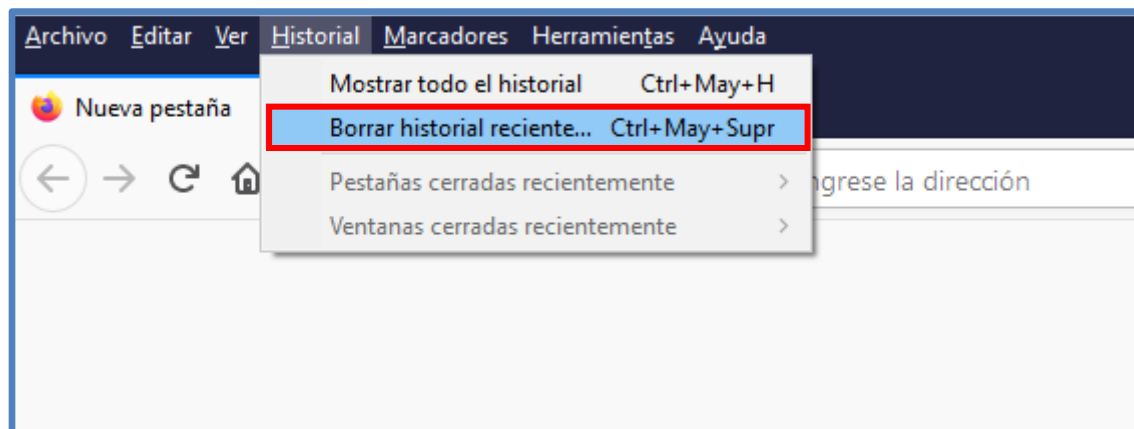 Archivo Editar Ver Historial Marcadores Herramientas Ayuda
Mostrar todo el historial Ctrl+May+H
Nueva pestaña
Borrar historial reciente... Ctrl+May+Supr
Pestañas cerradas recientemente
grese la dirección
Ventanas cerradas recientemente